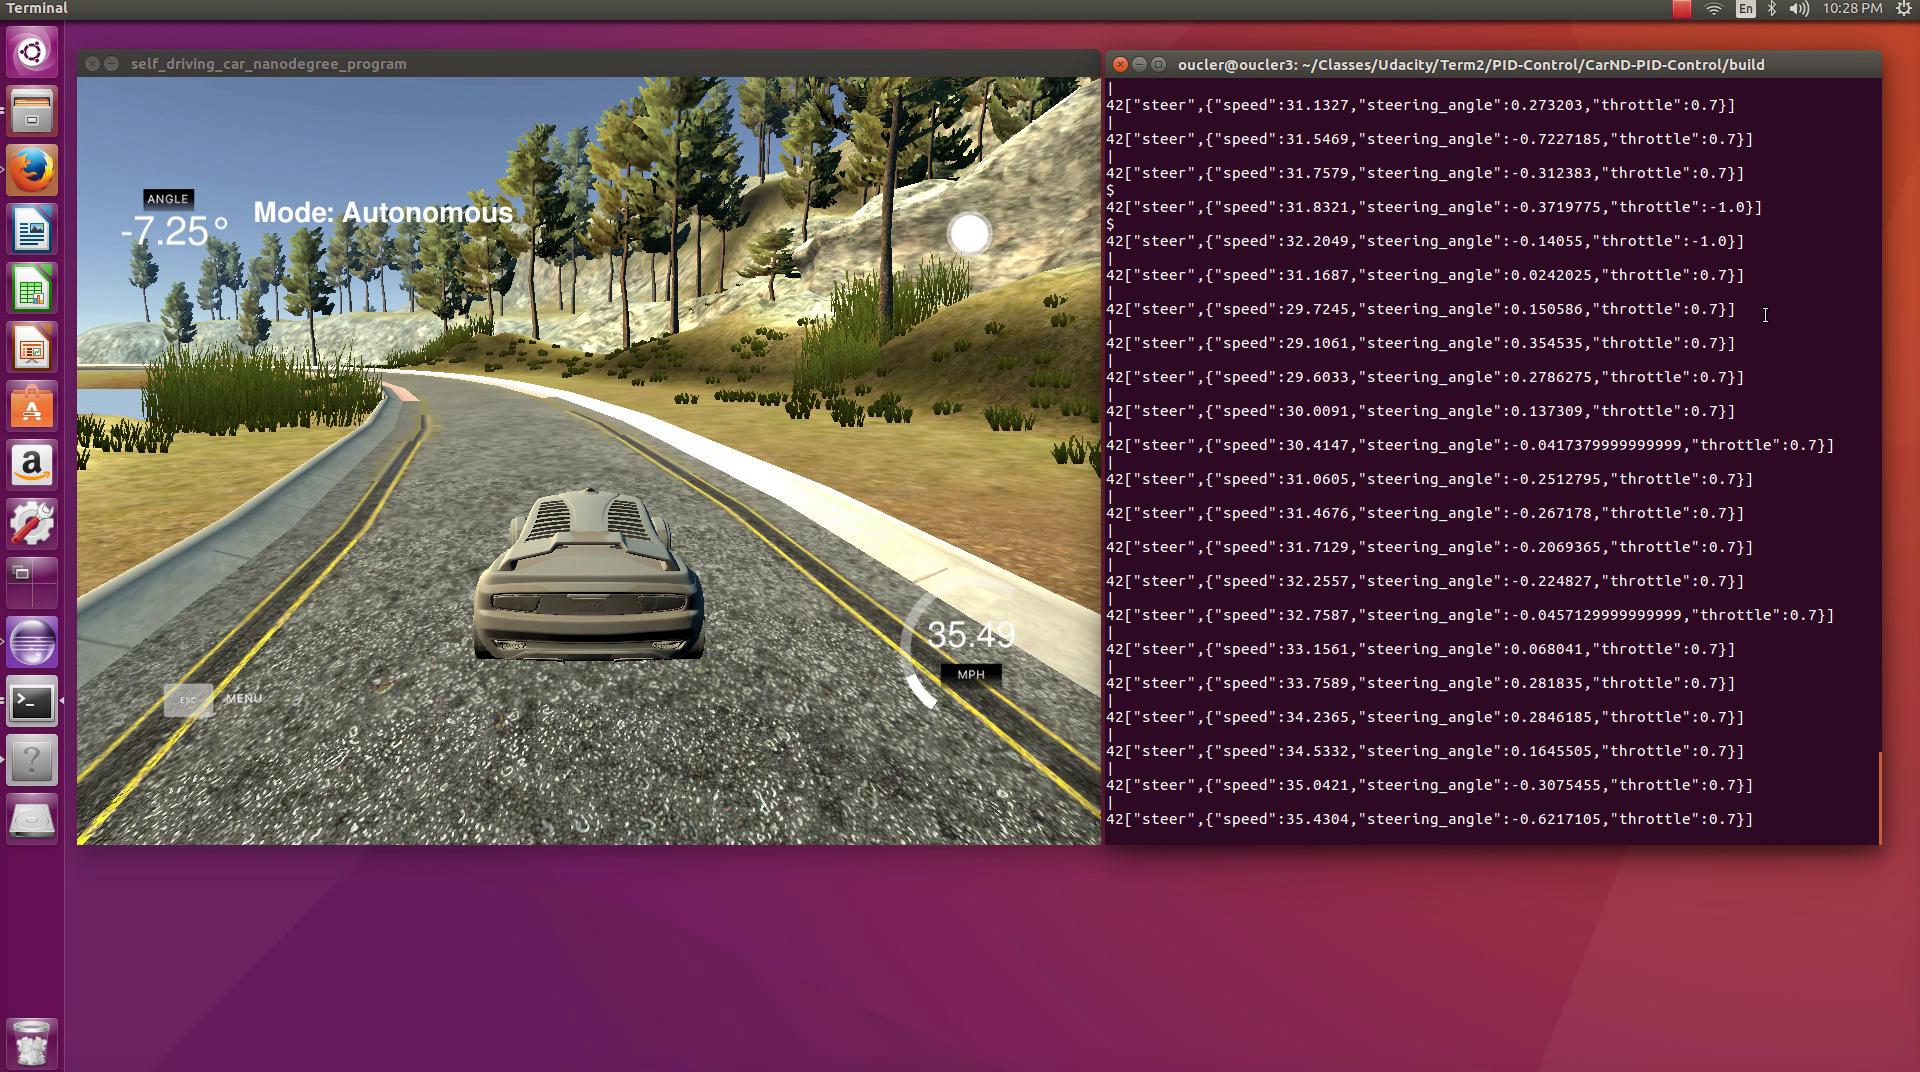 Terminal
En
10:28 PM
self_driving_car_nanodegree_program
ANGLE
-7.25°
Mode: Autonomous
35.49
MPH
ESC
MENU
oucler@oucler3: ~/Classes/Udacity/Term2/PID-Control/CarND-PID-Control/build
|
42["steer",{"speed":31.1327,"steering_angle":0.273203,"throttle":0.7}]
|
42["steer",{"speed":31.5469,"steering_angle":-0.7227185,"throttle":0.7}]
|
42["steer",{"speed":31.7579,"steering_angle":-0.312383,"throttle":0.7}]
$
42["steer",{"speed":31.8321,"steering_angle":-0.3719775,"throttle":-1.0}]
$
42["steer",{"speed":32.2049,"steering_angle":-0.14055,"throttle":-1.0}]
|
42["steer",{"speed":31.1687,"steering_angle":0.0242025,"throttle":0.7}]
|
42["steer",{"speed":29.7245,"steering_angle":0.150586,"throttle":0.7}]
|
42["steer",{"speed":29.1061,"steering_angle":0.354535,"throttle":0.7}]
|
42["steer",{"speed":29.6033,"steering_angle":0.2786275,"throttle":0.7}]
|
42["steer",{"speed":30.0091,"steering_angle":0.137309,"throttle":0.7}]
|
42["steer",{"speed":30.4147,"steering_angle":-0.0417379999999999,"throttle":0.7}]
|
42["steer",{"speed":31.0605,"steering_angle":-0.2512795,"throttle":0.7}]
|
42["steer",{"speed":31.4676,"steering_angle":-0.267178,"throttle":0.7}]
|
42["steer",{"speed":31.7129,"steering_angle":-0.2069365,"throttle":0.7}]
|
42["steer",{"speed":32.2557,"steering_angle":-0.224827,"throttle":0.7}]
|
42["steer",{"speed":32.7587,"steering_angle":-0.0457129999999999,"throttle":0.7}]
|
42["steer",{"speed":33.1561,"steering_angle":0.068041,"throttle":0.7}]
|
42["steer",{"speed":33.7589,"steering_angle":0.281835,"throttle":0.7}]
|
42["steer",{"speed":34.2365,"steering_angle":0.2846185,"throttle":0.7}]
|
42["steer",{"speed":34.5332,"steering_angle":0.1645505,"throttle":0.7}]
|
42["steer",{"speed":35.0421,"steering_angle":-0.3075455,"throttle":0.7}]
|
42["steer",{"speed":35.4304,"steering_angle":-0.6217105,"throttle":0.7}]